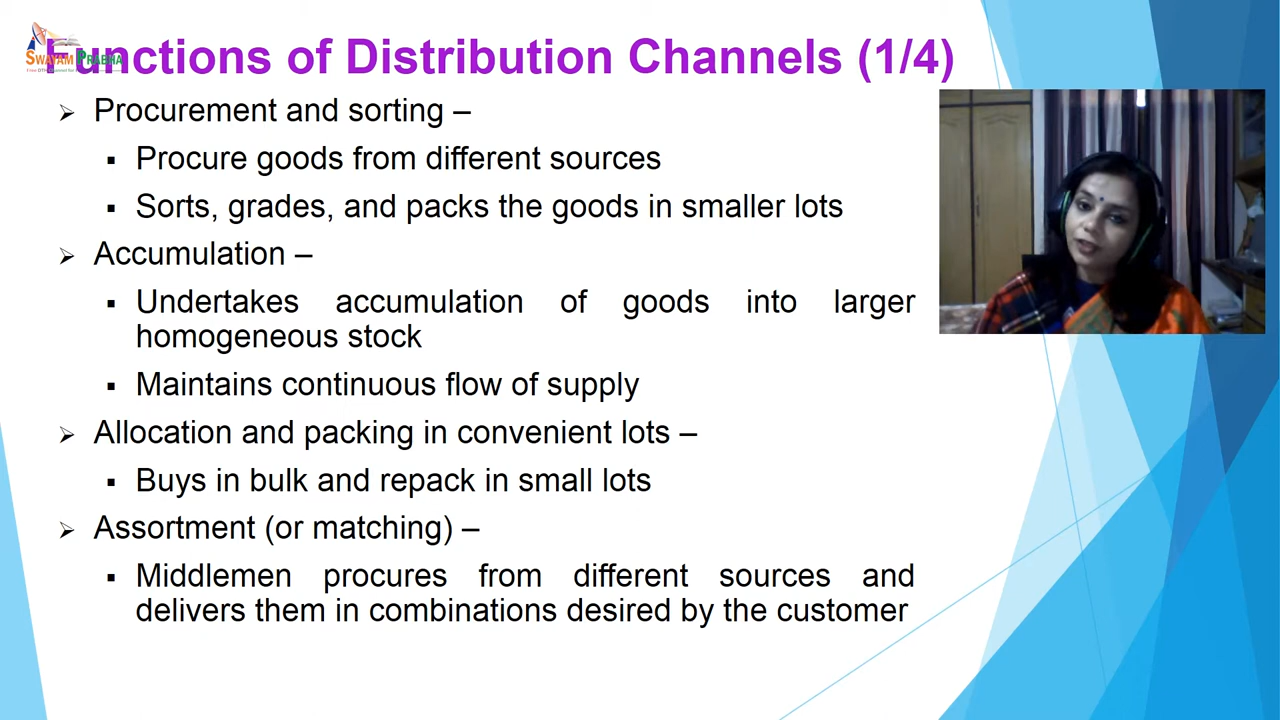 Functions of Distribution Channels (1/4)
SWAYAM PRABHA
Procurement and sorting –
Procure goods from different sources
Sorts, grades, and packs the goods in smaller lots
Accumulation –
Undertakes accumulation of goods into larger
homogeneous stock
Maintains continuous flow of supply
Allocation and packing in convenient lots –
Buys in bulk and repack in small lots
Assortment (or matching) –
Middlemen procures from different sources and
delivers them in combinations desired by the customer